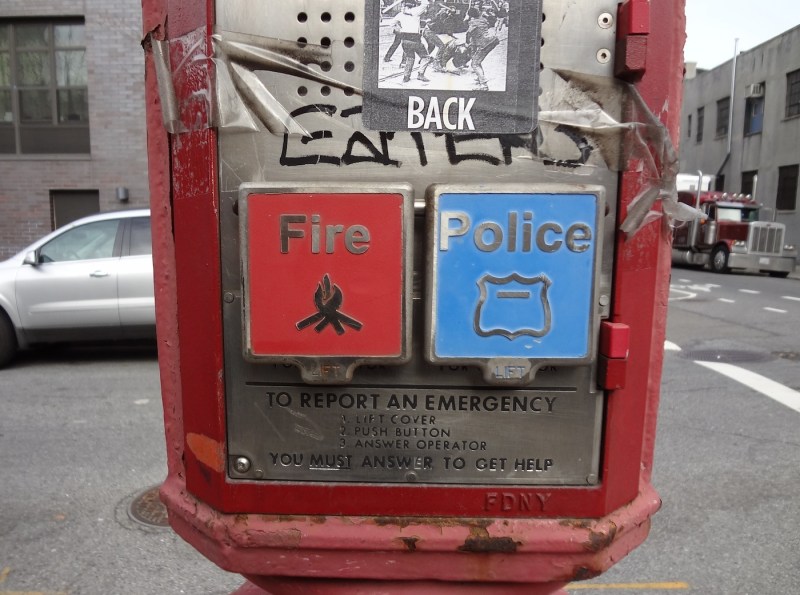 BACK
Fire
Police
LIFT
LIFT
TO REPORT AN EMERGENCY
1. LIFT COVER
2. PUSH BUTTON
3. ANSWER OPERATOR
YOU MUST ANSWER TO GET HELP
FDNY